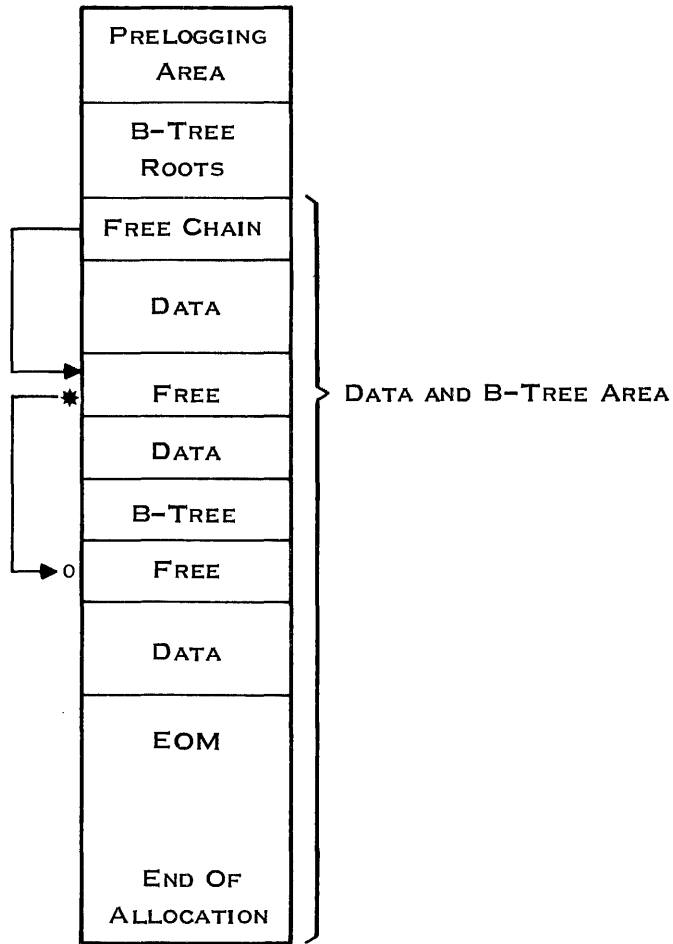 PRELOGGING
AREA
B-TREE
ROOTS
FREE CHAIN
DATA
FREE
DATA AND B-TREE AREA
DATA
B-TREE
O
FREE
DATA
EOM
END OF
ALLOCATION